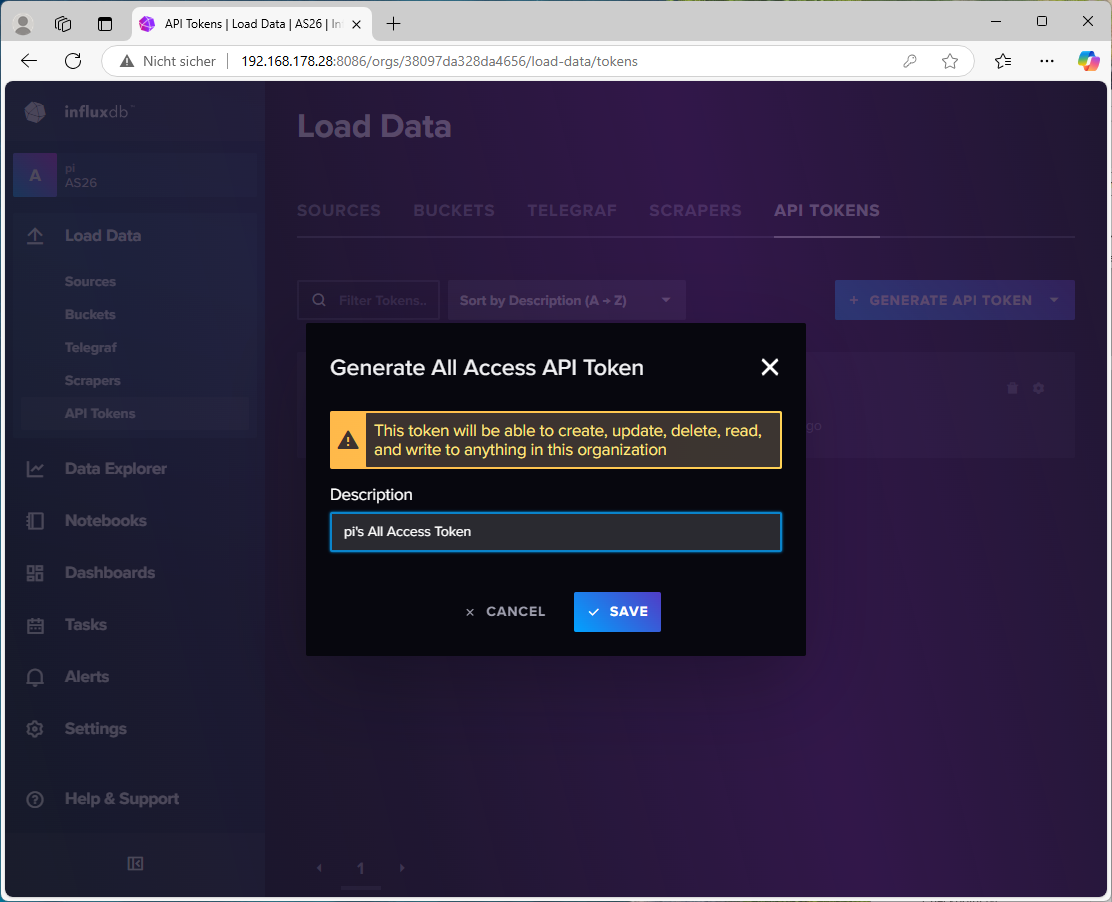 API Tokens | Load Data | AS26 | In
Nicht sicher
192.168.178.28:8086/orgs/38097da328da4656/load-data/tokens
influxdb™
A
pi
AS26
Load Data
Sources
Buckets
Telegraf
Scrapers
API Tokens
Data Explorer
Notebooks
Dashboards
Tasks
Alerts
Settings
Help & Support
Load Data
SOURCES BUCKETS TELEGRAF SCRAPERS API TOKENS
Filter Tokens..
Sort by Description (A → Z)
+ GENERATE API TOKEN
go
Generate All Access API Token
This token will be able to create, update, delete, read,
and write to anything in this organization
Description
pi's All Access Token
CANCEL
SAVE
1